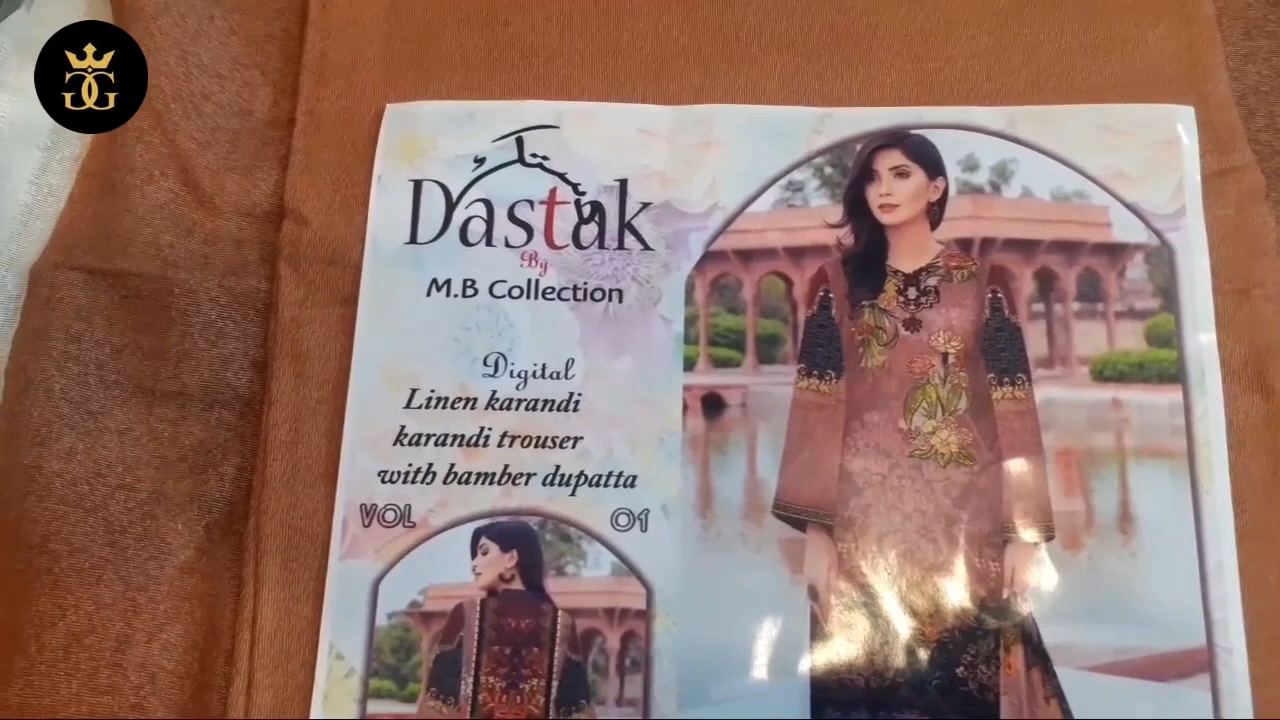 دستک
Dastak
By
M.B Collection
Digital
Linen karandi
karandi trouser
with bamber dupatta
VOL 01